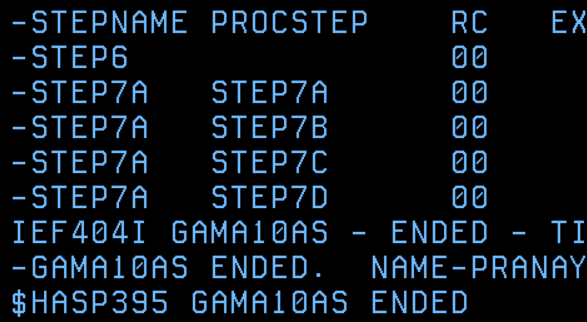 -STEPNAME PROCSTEP    RC    EX
-STEP6                00
-STEP7A   STEP7A      00
-STEP7A   STEP7B      00
-STEP7A   STEP7C      00
-STEP7A   STEP7D      00
IEF404I GAMA10AS - ENDED - TI
-GAMA10AS ENDED.  NAME-PRANAY
$HASP395 GAMA10AS ENDED